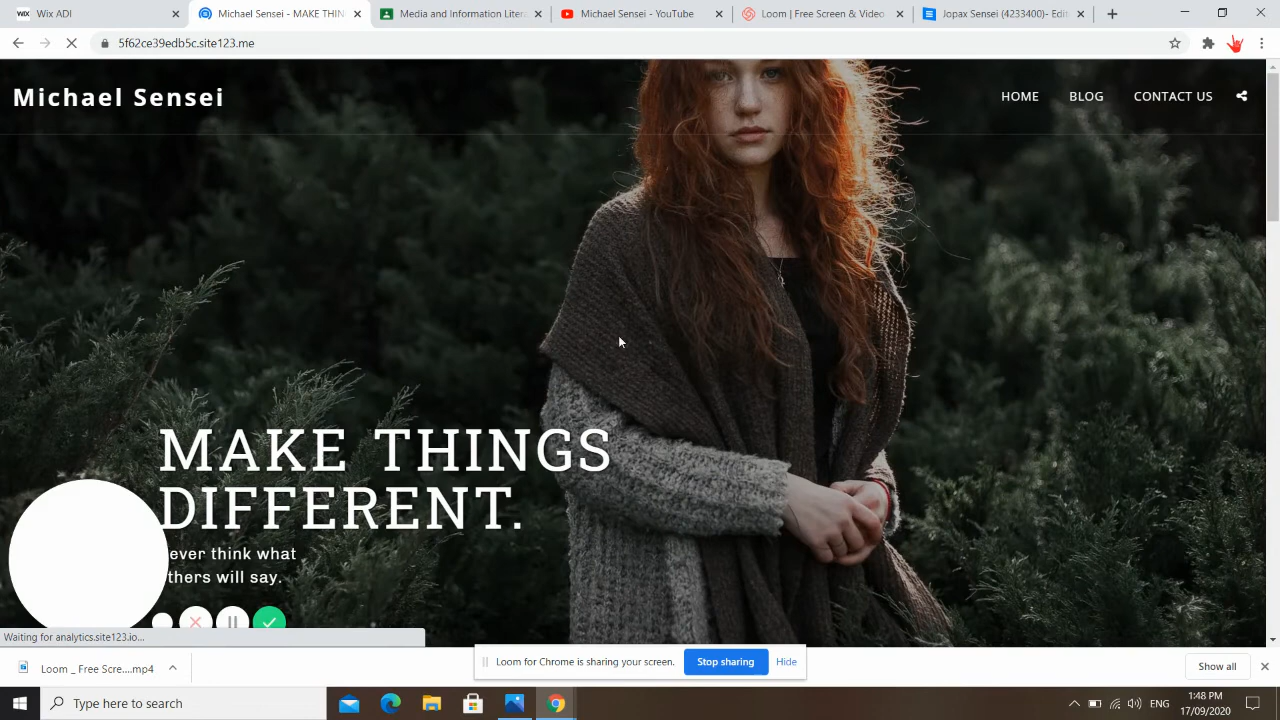 Wix ADI
Michael Sensei - MAKE THIN
Media and Information Litera
Michael Sensei - YouTube
Loom | Free Screen & Video
Jopax Sensei (4233400)- Edit
5f62ce39edb5c.site123.me
Michael Sensei
HOME
BLOG
CONTACT US
MAKE THINGS
DIFFERENT.
ever think what
thers will say.
Waiting for analytics.site123.io...
Loom for Chrome is sharing your screen.
Stop sharing
Hide
Loom _ Free Scre....mp4
Show all
Type here to search
ENG
1:48 PM
17/09/2020